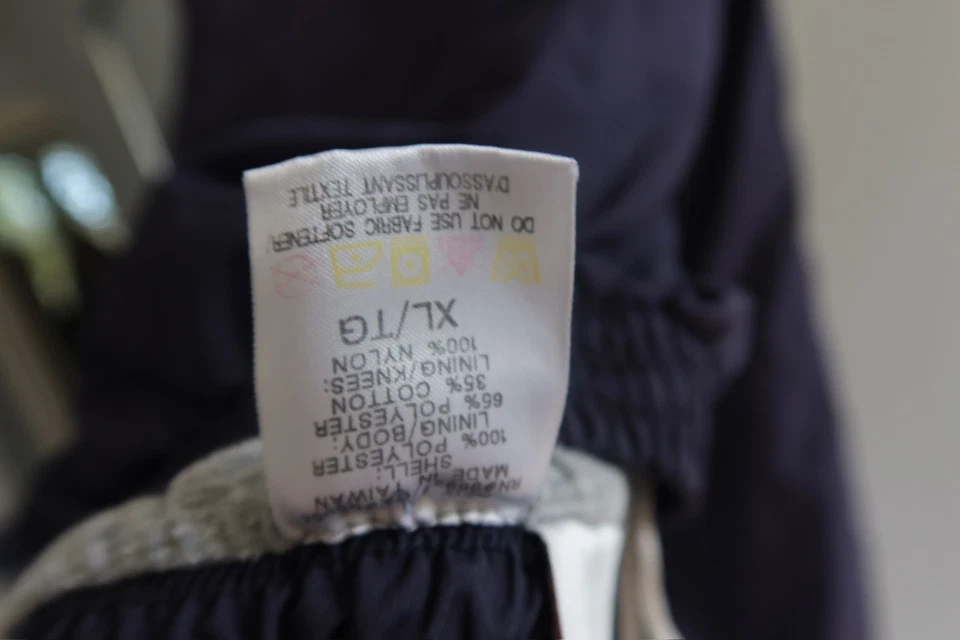 MADE IN TAIWAN
SHELL:
100% POLYESTER
LINING/BODY:
65% POLYESTER
35% COTTON
LINING/KNEES:
100% NYLON
XL/TG
DO NOT USE FABRIC SOFTENER/
NE PAS EMPLOYER
D'ASSOUPLISSANT TEXTILE